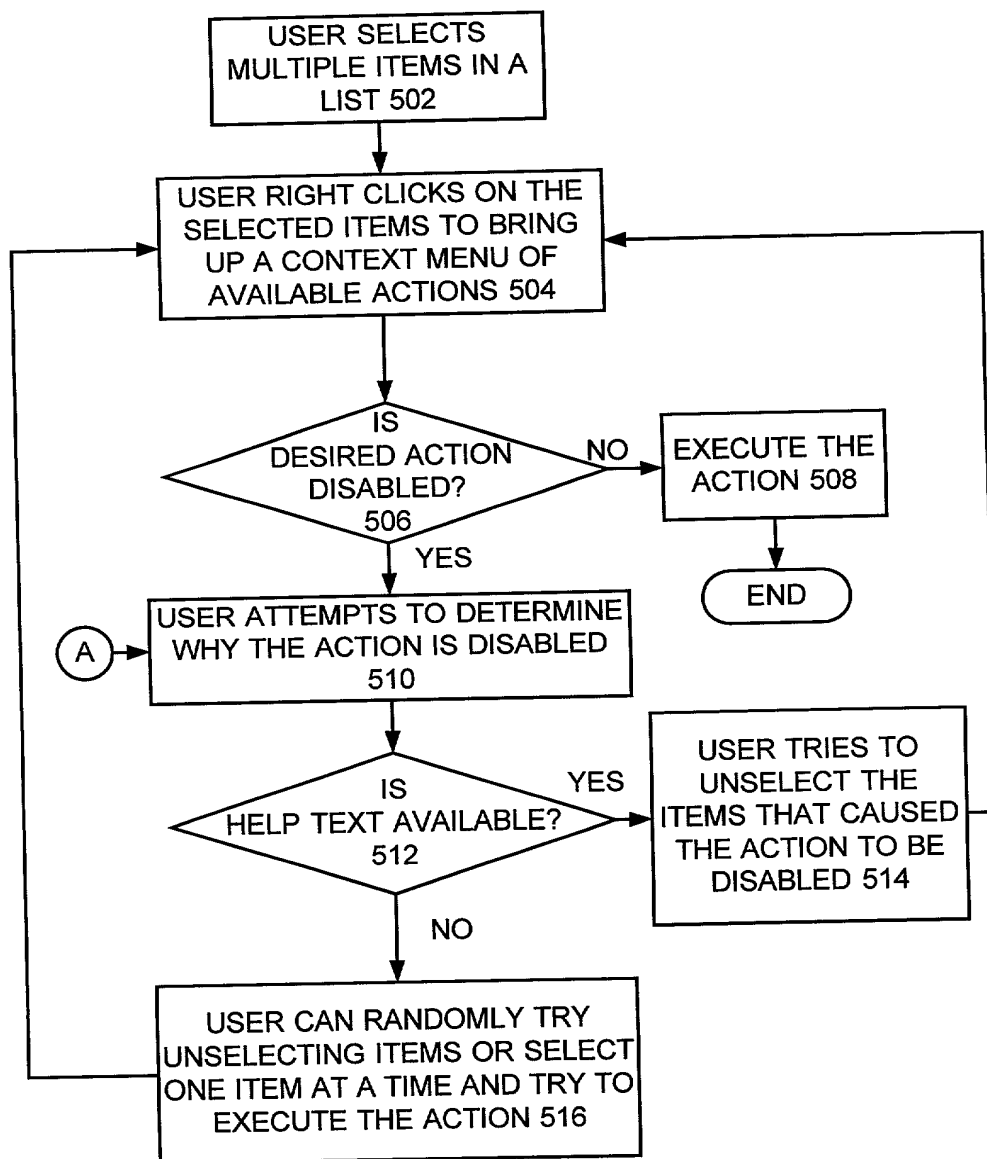 USER SELECTS
MULTIPLE ITEMS IN A
LIST 502
USER RIGHT CLICKS ON THE
SELECTED ITEMS TO BRING
UP A CONTEXT MENU OF
AVAILABLE ACTIONS 504
IS
DESIRED ACTION
DISABLED?
506
NO
EXECUTE THE
ACTION 508
END
YES
USER ATTEMPTS TO DETERMINE
WHY THE ACTION IS DISABLED
510
A
IS
HELP TEXT AVAILABLE?
512
YES
USER TRIES TO
UNSELECT THE
ITEMS THAT CAUSED
THE ACTION TO BE
DISABLED 514
NO
USER CAN RANDOMLY TRY
UNSELECTING ITEMS OR SELECT
ONE ITEM AT A TIME AND TRY TO
EXECUTE THE ACTION 516